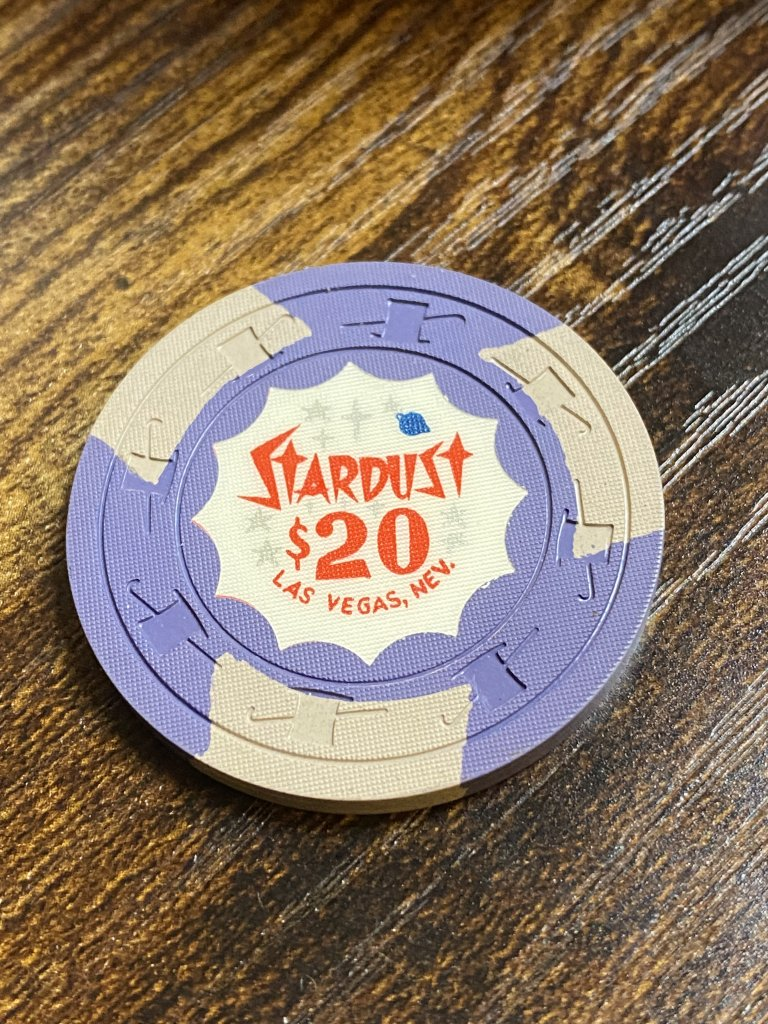 STARDUST
$20
LAS VEGAS, NEV.